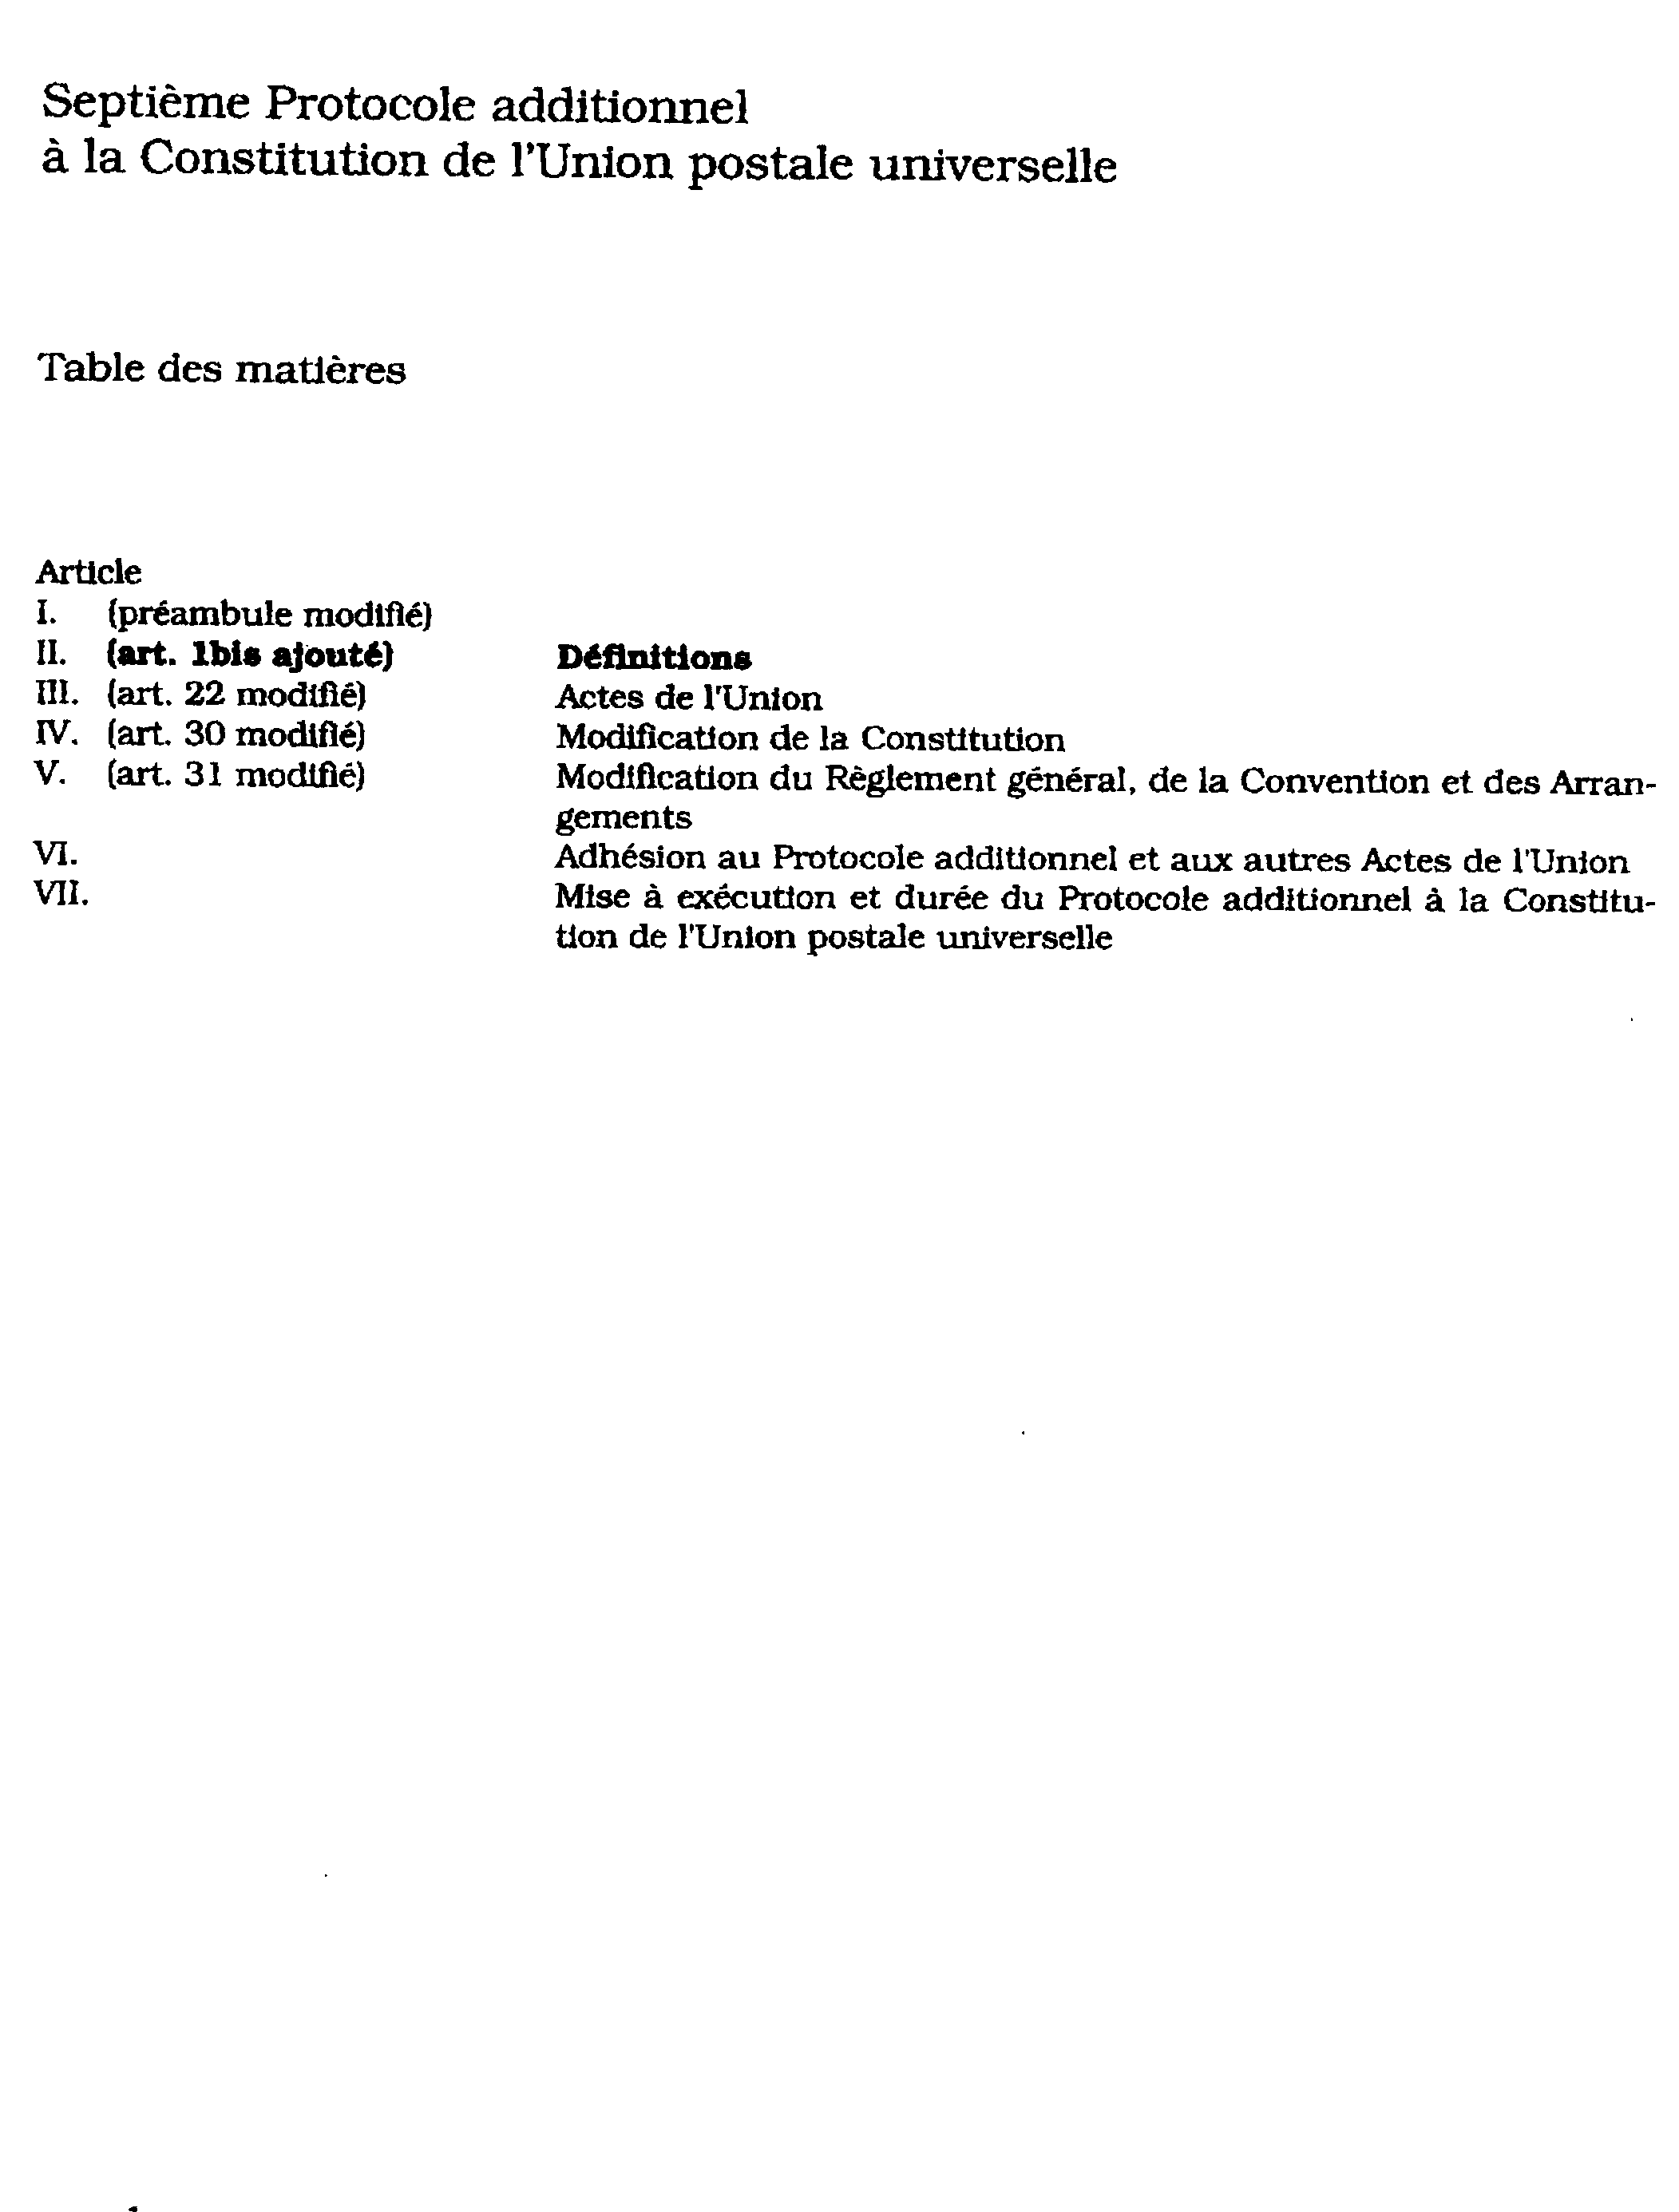 Septième Protocole additionnel
à la Constitution de l'Union postale universelle
Table des matières
Article
I. (préambule modifié)
II. (art. 1bis ajouté) Définitions
III. (art. 22 modifié) Actes de l'Union
IV. (art. 30 modifié) Modification de la Constitution
V. (art. 31 modifié) Modification du Règlement général, de la Convention et des Arran-
gements
VI. Adhésion au Protocole additionnel et aux autres Actes de l'Union
VII. Mise à exécution et durée du Protocole additionnel à la Constitu-
tion de l'Union postale universelle